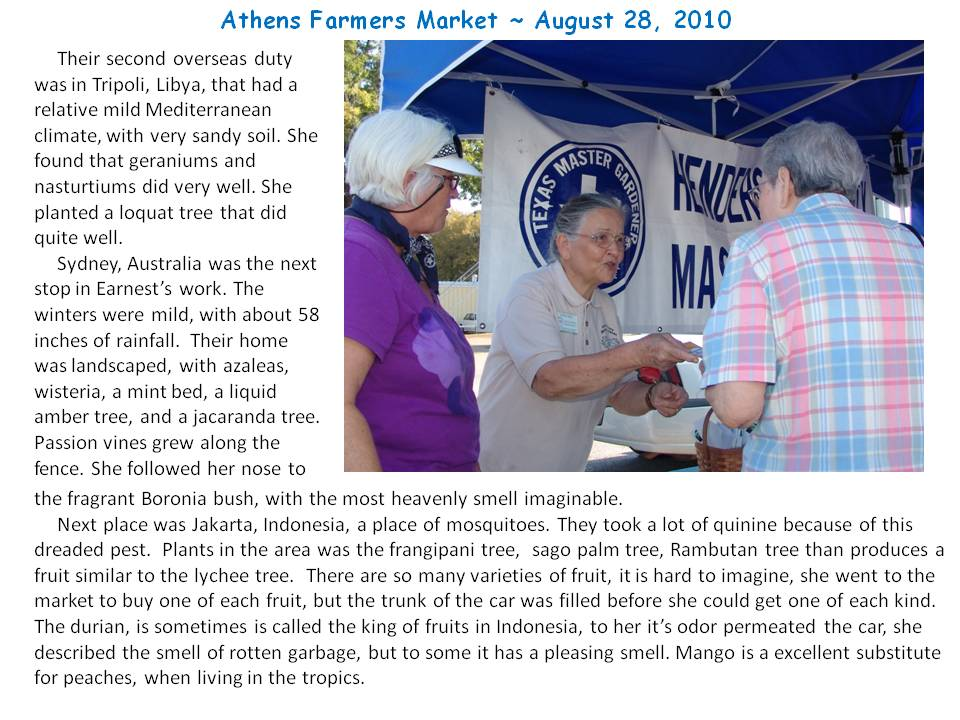 Athens Farmers Market ~ August 28, 2010
Their second overseas duty
was in Tripoli, Libya, that had a
relative mild Mediterranean
climate, with very sandy soil. She
found that geraniums and
nasturtiums did very well. She
planted a loquat tree that did
quite well.
Sydney, Australia was the next
stop in Earnest’s work. The
winters were mild, with about 58
inches of rainfall.  Their home
was landscaped, with azaleas,
wisteria, a mint bed, a liquid
amber tree, and a jacaranda tree.
Passion vines grew along the
fence. She followed her nose to
the fragrant Boronia bush, with the most heavenly smell imaginable.
Next place was Jakarta, Indonesia, a place of mosquitoes. They took a lot of quinine because of this
dreaded pest.  Plants in the area was the frangipani tree,  sago palm tree, Rambutan tree than produces a
fruit similar to the lychee tree.  There are so many varieties of fruit, it is hard to imagine, she went to the
market to buy one of each fruit, but the trunk of the car was filled before she could get one of each kind.
The durian, is sometimes is called the king of fruits in Indonesia, to her it’s odor permeated the car, she
described the smell of rotten garbage, but to some it has a pleasing smell. Mango is a excellent substitute
for peaches, when living in the tropics.
TEXAS MASTER GARDENER
HENDERS
MAS